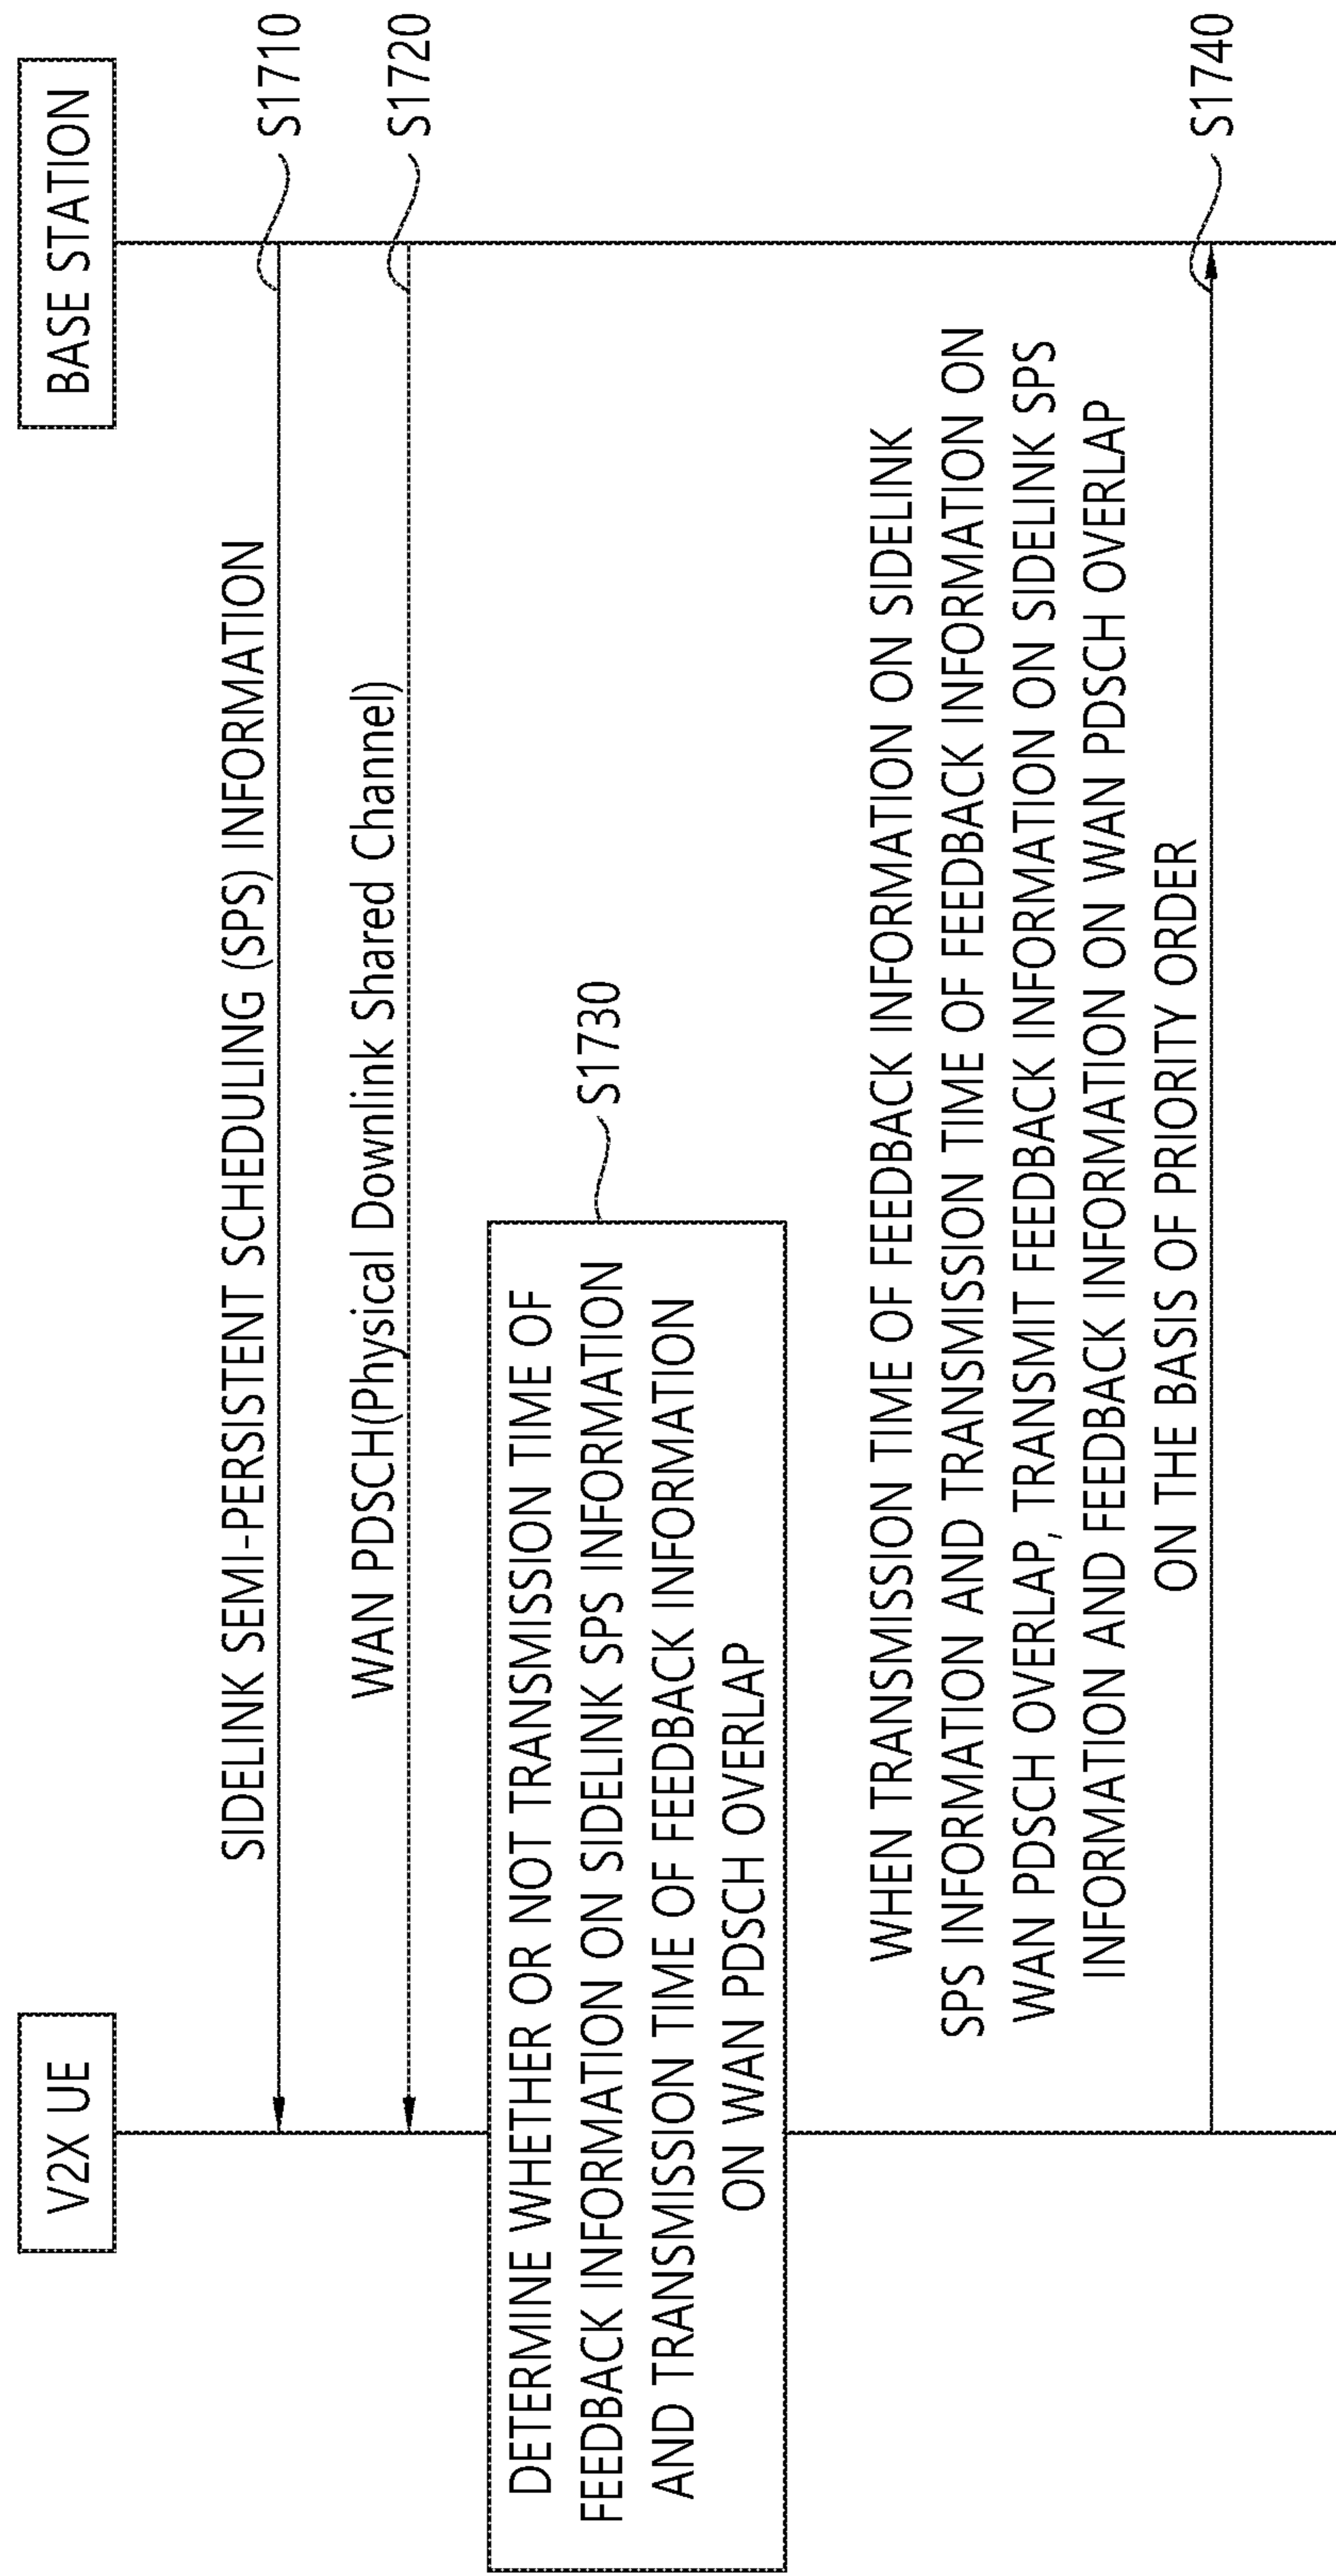 V2X UE
BASE STATION
SIDELINK SEMI-PERSISTENT SCHEDULING (SPS) INFORMATION
S1710
WAN PDSCH(Physical Downlink Shared Channel)
S1720
DETERMINE WHETHER OR NOT TRANSMISSION TIME OF
FEEDBACK INFORMATION ON SIDELINK SPS INFORMATION
AND TRANSMISSION TIME OF FEEDBACK INFORMATION
ON WAN PDSCH OVERLAP
S1730
WHEN TRANSMISSION TIME OF FEEDBACK INFORMATION ON SIDELINK
SPS INFORMATION AND TRANSMISSION TIME OF FEEDBACK INFORMATION ON
WAN PDSCH OVERLAP, TRANSMIT FEEDBACK INFORMATION ON SIDELINK SPS
INFORMATION AND FEEDBACK INFORMATION ON WAN PDSCH OVERLAP
ON THE BASIS OF PRIORITY ORDER
S1740